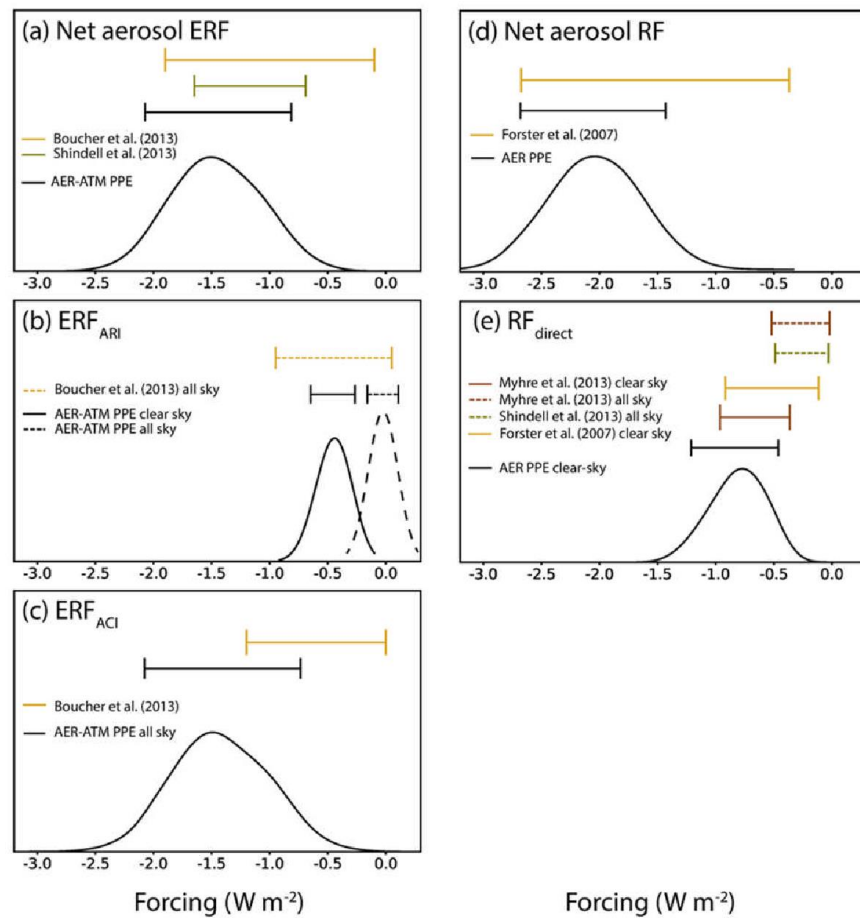 (a) Net aerosol ERF
Boucher et al. (2013)
Shindell et al. (2013)
AER-ATM PPE
-3.0 -2.5 -2.0 -1.5 -1.0 -0.5 0.0
(b) ERF ARI
Boucher et al. (2013) all sky
AER-ATM PPE clear sky
AER-ATM PPE all sky
-3.0 -2.5 -2.0 -1.5 -1.0 -0.5 0.0
(c) ERF ACI
Boucher et al. (2013)
AER-ATM PPE all sky
-3.0 -2.5 -2.0 -1.5 -1.0 -0.5 0.0
Forcing (W m⁻²)
(d) Net aerosol RF
Forster et al. (2007)
AER PPE
-3.0 -2.5 -2.0 -1.5 -1.0 -0.5 0.0
(e) RF direct
Myhre et al. (2013) clear sky
Myhre et al. (2013) all sky
Shindell et al. (2013) all sky
Forster et al. (2007) clear sky
AER PPE clear-sky
-3.0 -2.5 -2.0 -1.5 -1.0 -0.5 0.0
Forcing (W m⁻²)